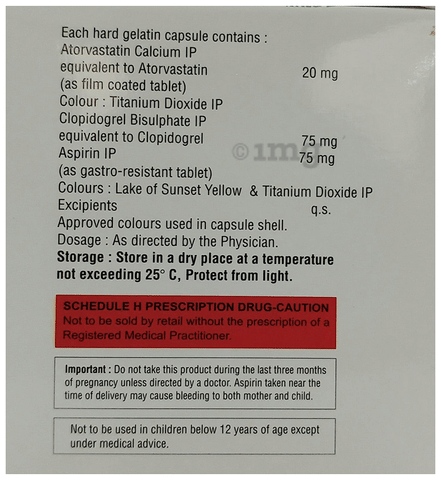 Each hard gelatin capsule contains :
Atorvastatin Calcium IP
equivalent to Atorvastatin 20 mg
(as film coated tablet)
Colour : Titanium Dioxide IP
Clopidogrel Bisulphate IP
equivalent to Clopidogrel 75 mg
Aspirin IP 75 mg
(as gastro-resistant tablet)
Colours : Lake of Sunset Yellow & Titanium Dioxide IP
Excipients q.s.
Approved colours used in capsule shell.
Dosage : As directed by the Physician.
Storage : Store in a dry place at a temperature
not exceeding 25° C, Protect from light.
SCHEDULE H PRESCRIPTION DRUG-CAUTION
Not to be sold by retail without the prescription of a
Registered Medical Practitioner.
Important : Do not take this product during the last three months
of pregnancy unless directed by a doctor. Aspirin taken near the
time of delivery may cause bleeding to both mother and child.
Not to be used in children below 12 years of age except
under medical advice.
© 1mg